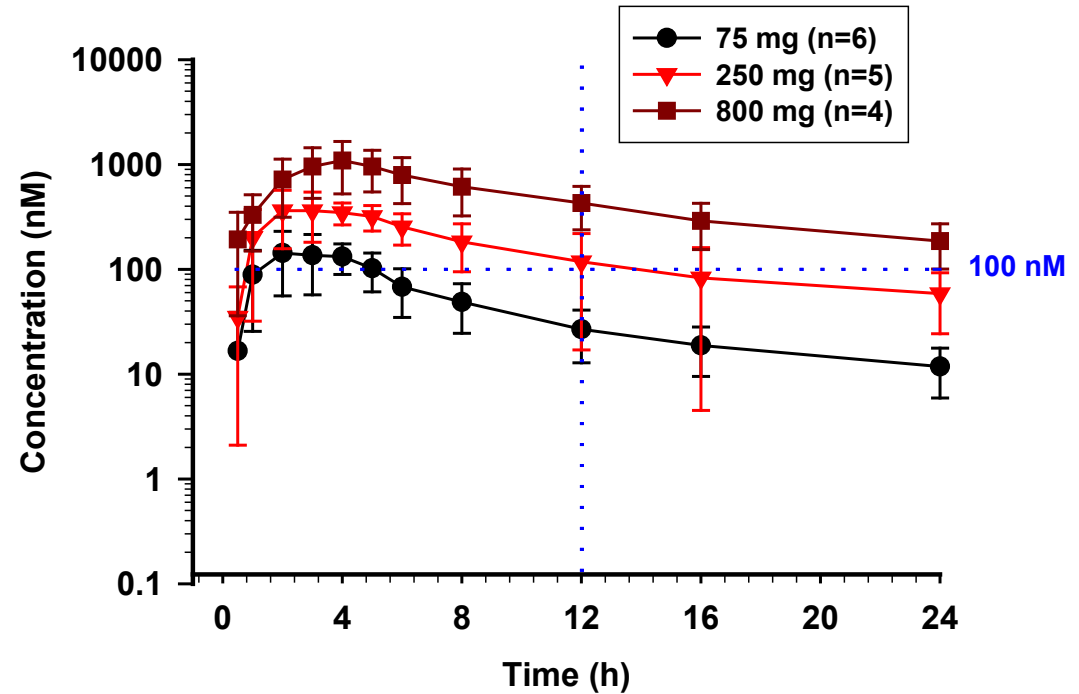 75 mg (n=6)
250 mg (n=5)
800 mg (n=4)
Concentration (nM)
10000
1000
100
10
1
0.1
100 nM
0 4 8 12 16 20 24
Time (h)